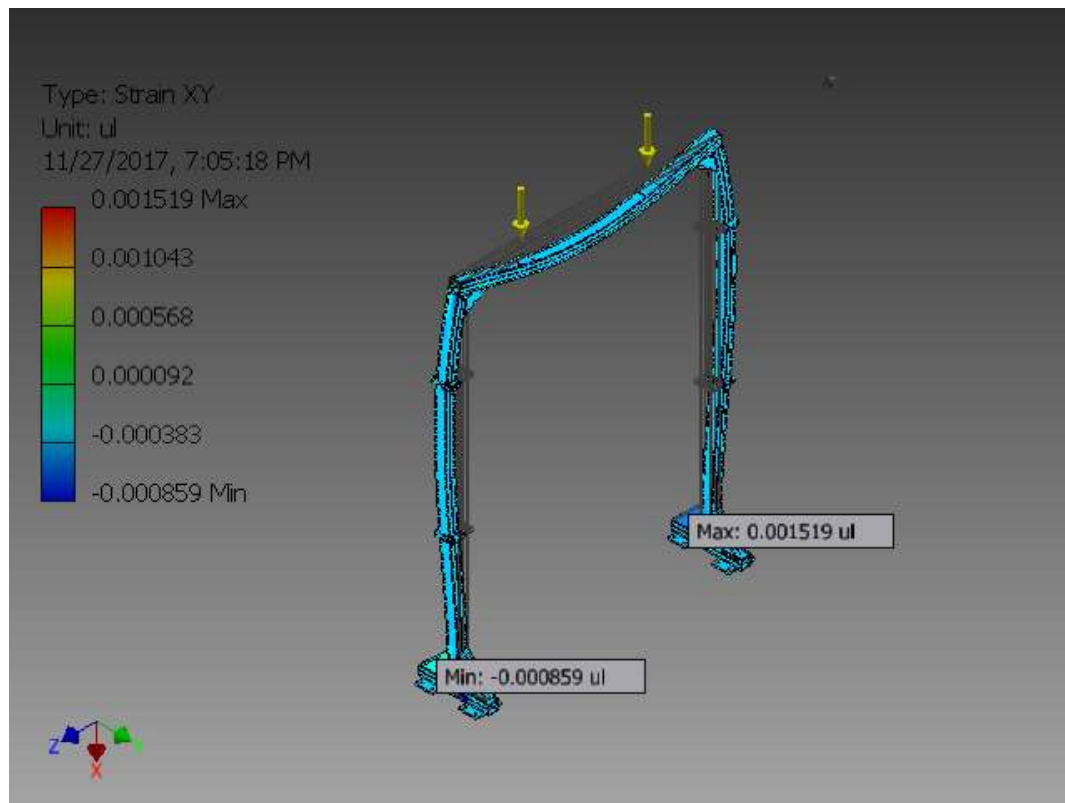 Type: Strain XY
Unit: ul
11/27/2017, 7:05:18 PM
0.001519 Max
0.001043
0.000568
0.000092
-0.000383
-0.000859 Min
Max: 0.001519 ul
Min: -0.000859 ul
Z
X